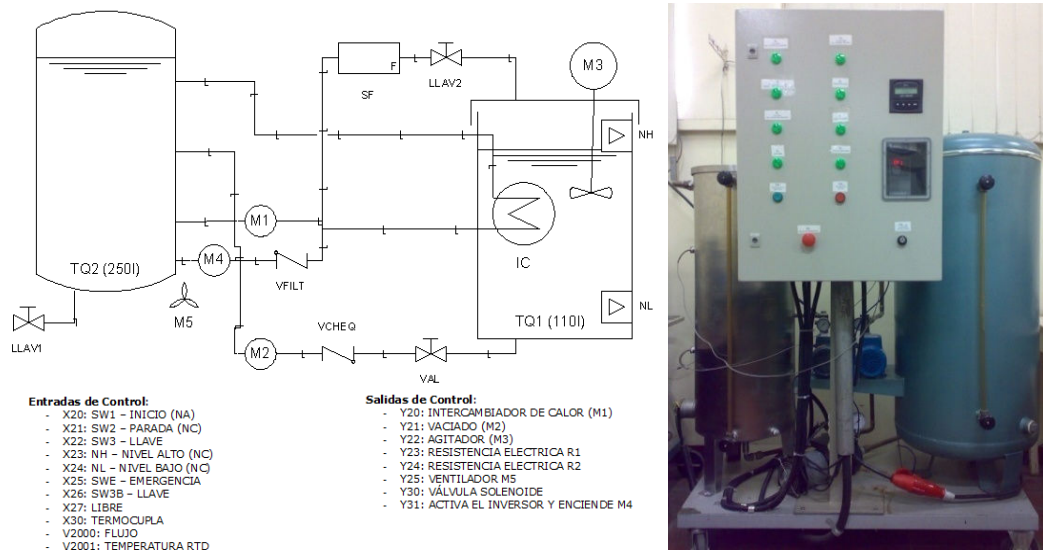 F
SF
LLAV2
M3
NH
M1
IC
TQ2 (250l)
M4
VFILT
M5
NL
TQ1 (110l)
LLAV1
VCHEQ
M2
VAL
Entradas de Control:
- X20: SW1 – INICIO (NA)
- X21: SW2 – PARADA (NC)
- X22: SW3 – LLAVE
- X23: NH – NIVEL ALTO (NC)
- X24: NL – NIVEL BAJO (NC)
- X25: SWE – EMERGENCIA
- X26: SW3B – LLAVE
- X27: LIBRE
- X30: TERMOCUPLA
- V2000: FLUJO
- V2001: TEMPERATURA RTD
Salidas de Control:
- Y20: INTERCAMBIADOR DE CALOR (M1)
- Y21: VACIADO (M2)
- Y22: AGITADOR (M3)
- Y23: RESISTENCIA ELECTRICA R1
- Y24: RESISTENCIA ELECTRICA R2
- Y25: VENTILADOR M5
- Y30: VÁLVULA SOLENOIDE
- Y31: ACTIVA EL INVERSOR Y ENCIENDE M4